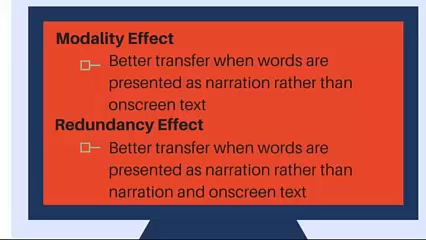 Modality Effect
Better transfer when words are
presented as narration rather than
onscreen text
Redundancy Effect
Better transfer when words are
presented as narration rather than
narration and onscreen text